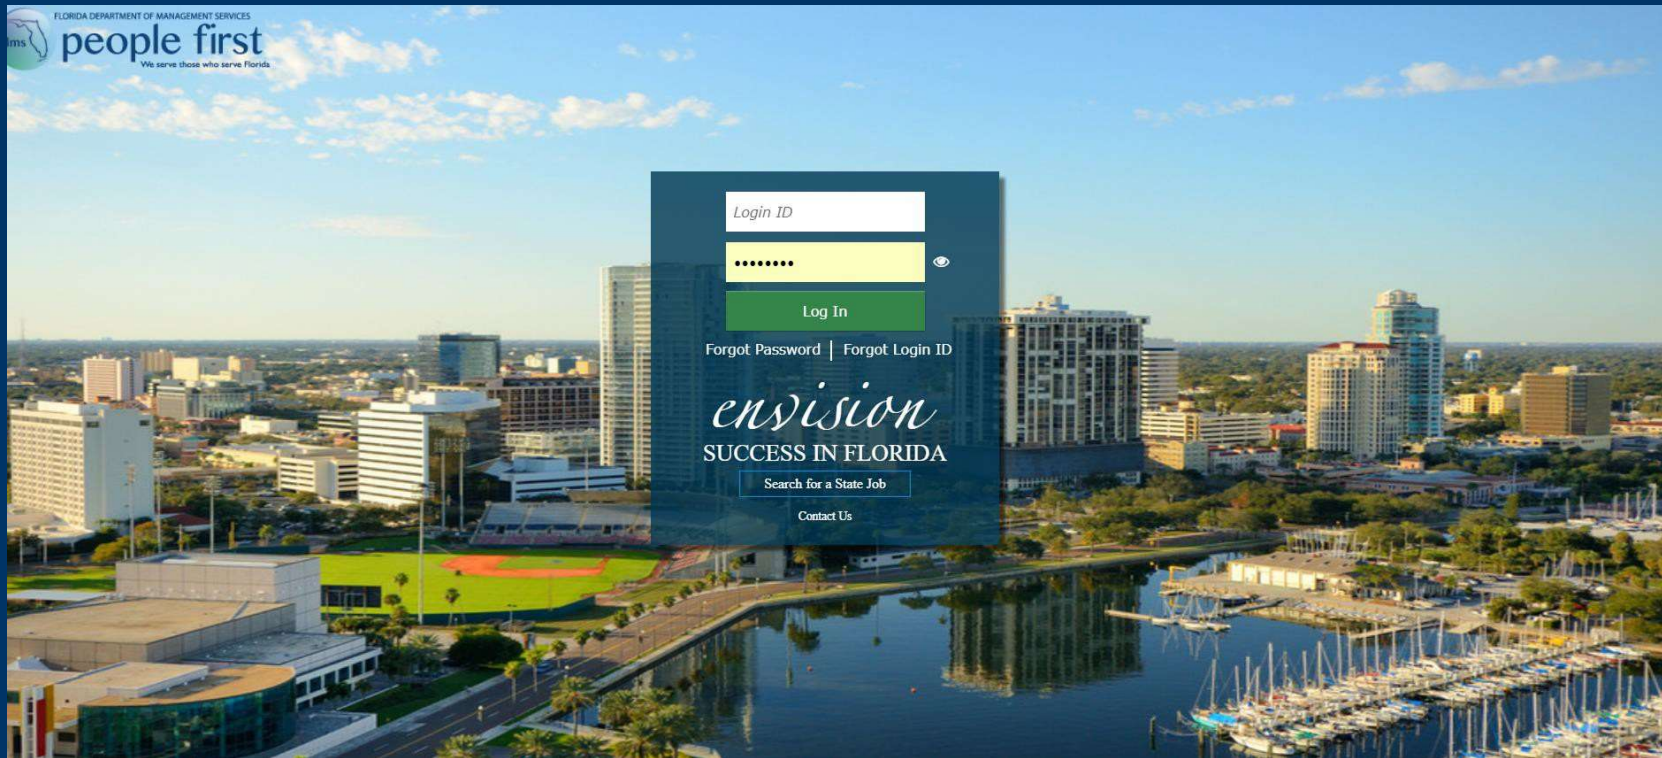 FLORIDA DEPARTMENT OF MANAGEMENT SERVICES
dms
people first
We serve those who serve Florida
Login ID
••••••••
Log In
Forgot Password | Forgot Login ID
envision
SUCCESS IN FLORIDA
Search for a State Job
Contact Us